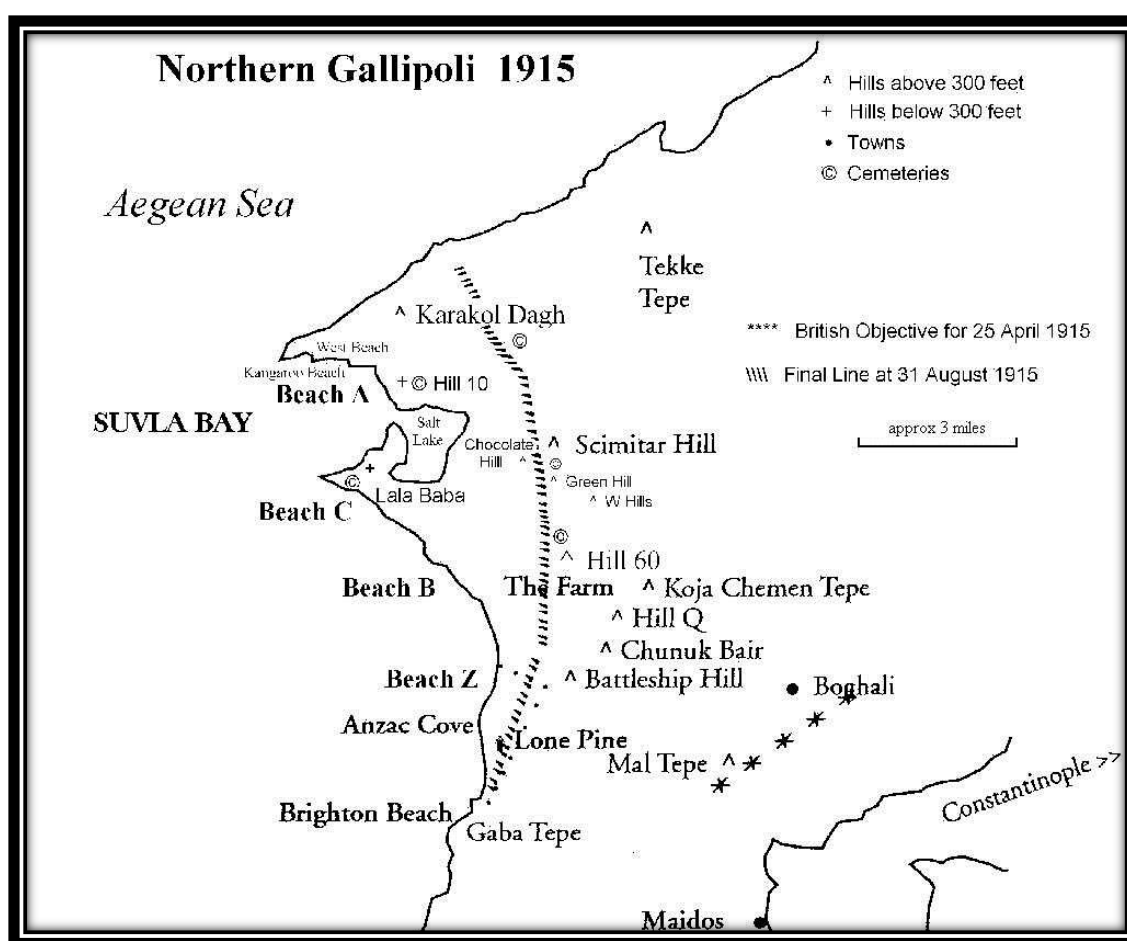 Northern Gallipoli 1915
^ Hills above 300 feet
+ Hills below 300 feet
• Towns
© Cemeteries
Aegean Sea
^
Tekke
Tepe
^ Karakol Dagh
©
**** British Objective for 25 April 1915
\\\\ Final Line at 31 August 1915
approx 3 miles
West Beach
Kangaroo Beach
Beach A
+ © Hill 10
SUVLA BAY
Salt
Lake
Chocolate
Hilll ^
^ Scimitar Hill
©
^ Green Hill
^ W Hills
+
© Lala Baba
Beach C
©
^ Hill 60
Beach B
The Farm
^ Koja Chemen Tepe
^ Hill Q
^ Chunuk Bair
Beach Z
^ Battleship Hill
• Boghali
Anzac Cove
Lone Pine
Mal Tepe ^
Constantinople >>
Brighton Beach
Gaba Tepe
Maidos •